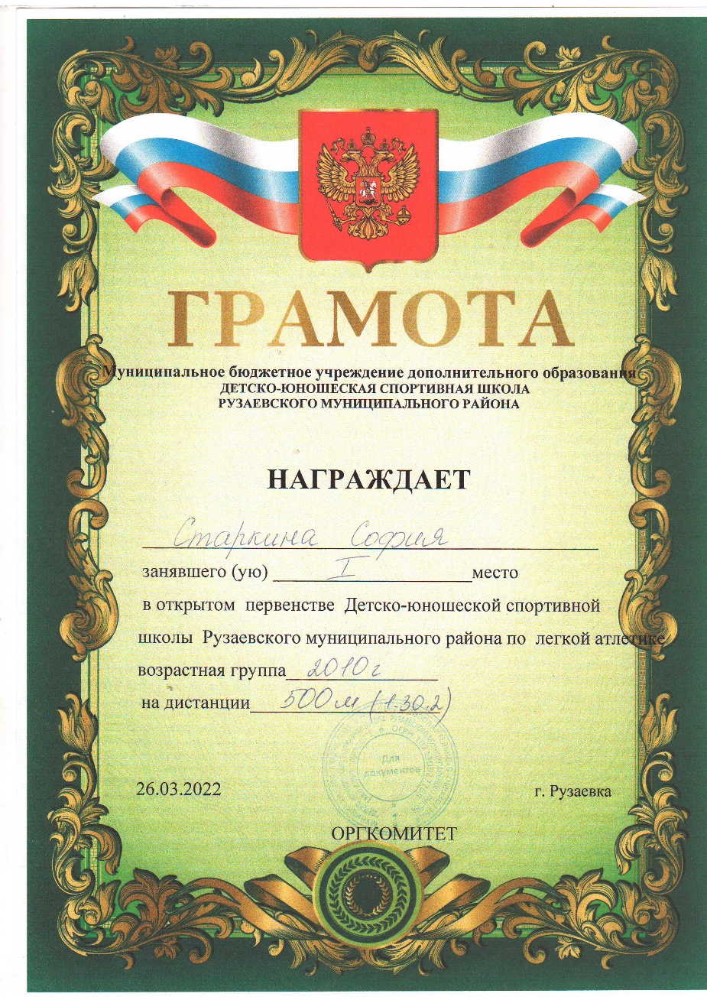 ГРАМОТА
Муниципальное бюджетное учреждение дополнительного образования
ДЕТСКО-ЮНОШЕСКАЯ СПОРТИВНАЯ ШКОЛА
РУЗАЕВСКОГО МУНИЦИПАЛЬНОГО РАЙОНА
НАГРАЖДАЕТ
Старкина София
занявшего (ую) I место
в открытом первенстве Детско-юношеской спортивной
школы Рузаевского муниципального района по легкой атлетике
возрастная группа 2010 г
на дистанции 500 м (1.30,2)
Для
документов
26.03.2022 г. Рузаевка
ОРГКОМИТЕТ